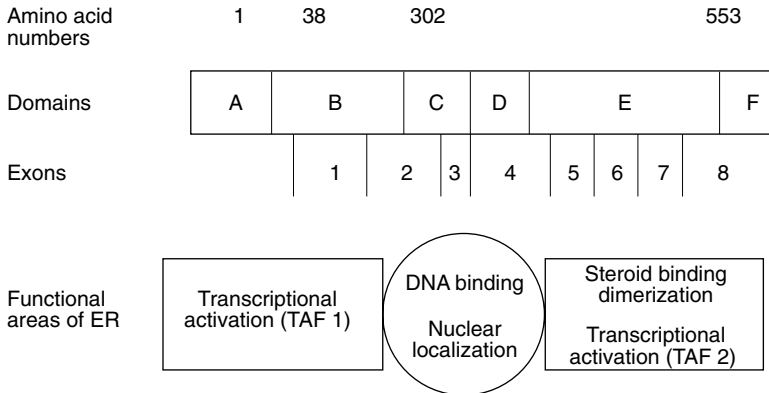 Amino acid
numbers
1 38 302 553
Domains
A B C D E F
Exons
1 2 3 4 5 6 7 8
Functional
areas of ER
Transcriptional
activation (TAF 1)
DNA binding
Nuclear
localization
Steroid binding
dimerization
Transcriptional
activation (TAF 2)